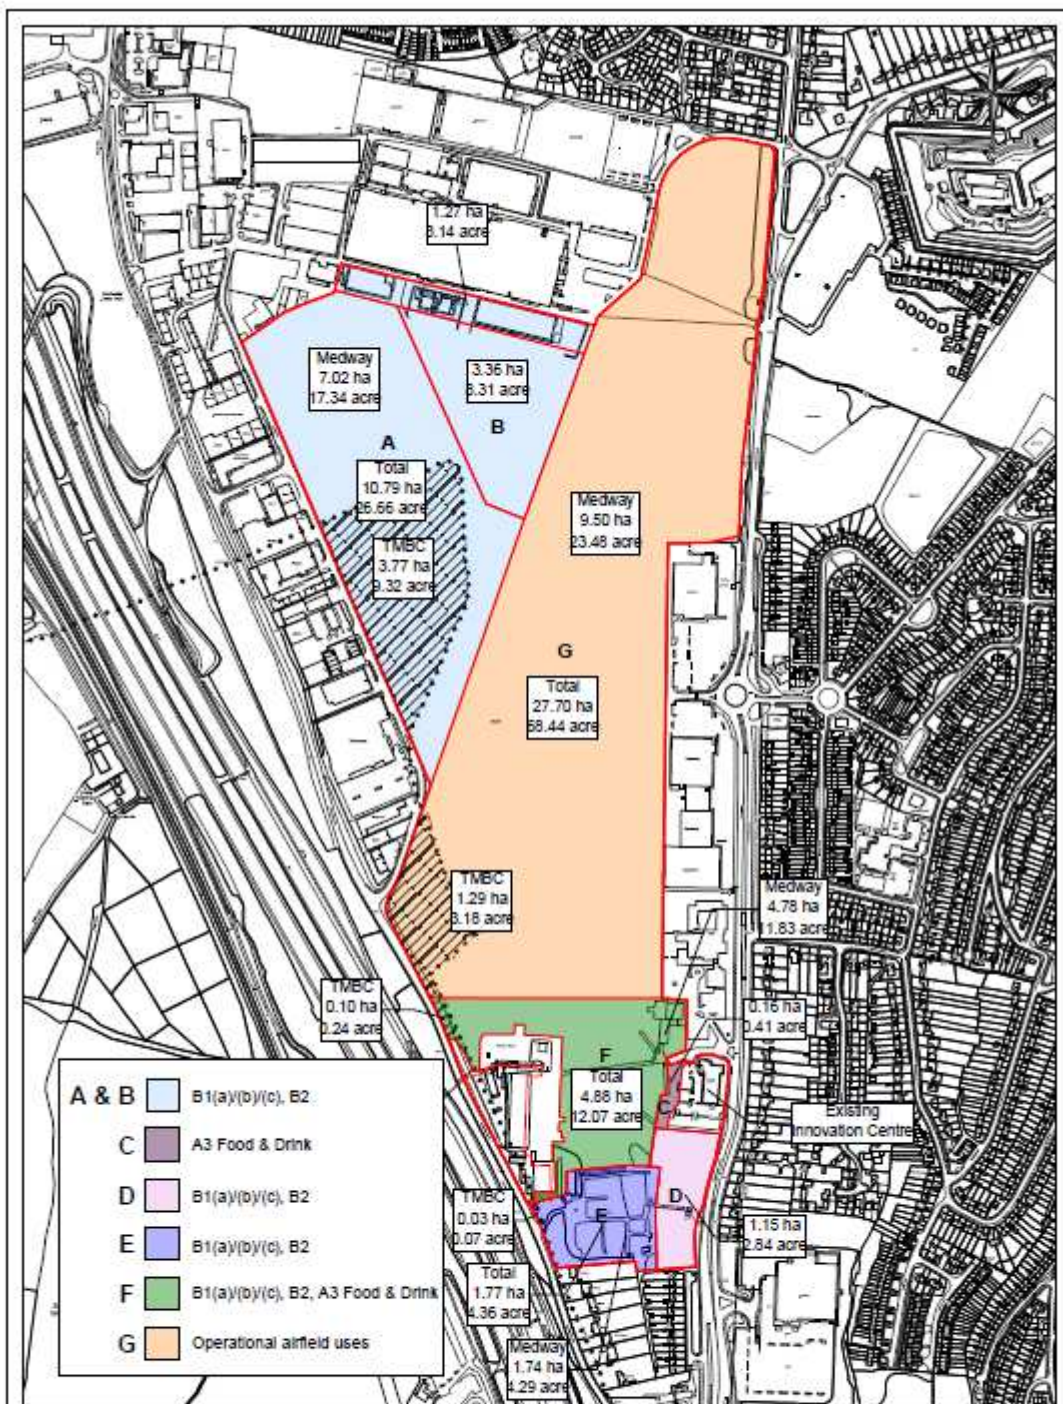 1.27 ha
3.14 acre
Medway
7.02 ha
17.34 acre
3.36 ha
8.31 acre
B
A
Total
10.79 ha
26.66 acre
Medway
9.50 ha
23.48 acre
TMBC
3.77 ha
9.32 acre
G
Total
27.70 ha
68.44 acre
TMBC
1.29 ha
3.18 acre
Medway
4.78 ha
11.83 acre
TMBC
0.10 ha
0.24 acre
0.16 ha
0.41 acre
F
Total
4.88 ha
12.07 acre
C
Existing
Innovation Centre
D
E
TMBC
0.03 ha
0.07 acre
1.15 ha
2.84 acre
Total
1.77 ha
4.36 acre
Medway
1.74 ha
4.29 acre
A & B B1(a)/(b)/(c), B2
C A3 Food & Drink
D B1(a)/(b)/(c), B2
E B1(a)/(b)/(c), B2
F B1(a)/(b)/(c), B2, A3 Food & Drink
G Operational airfield uses